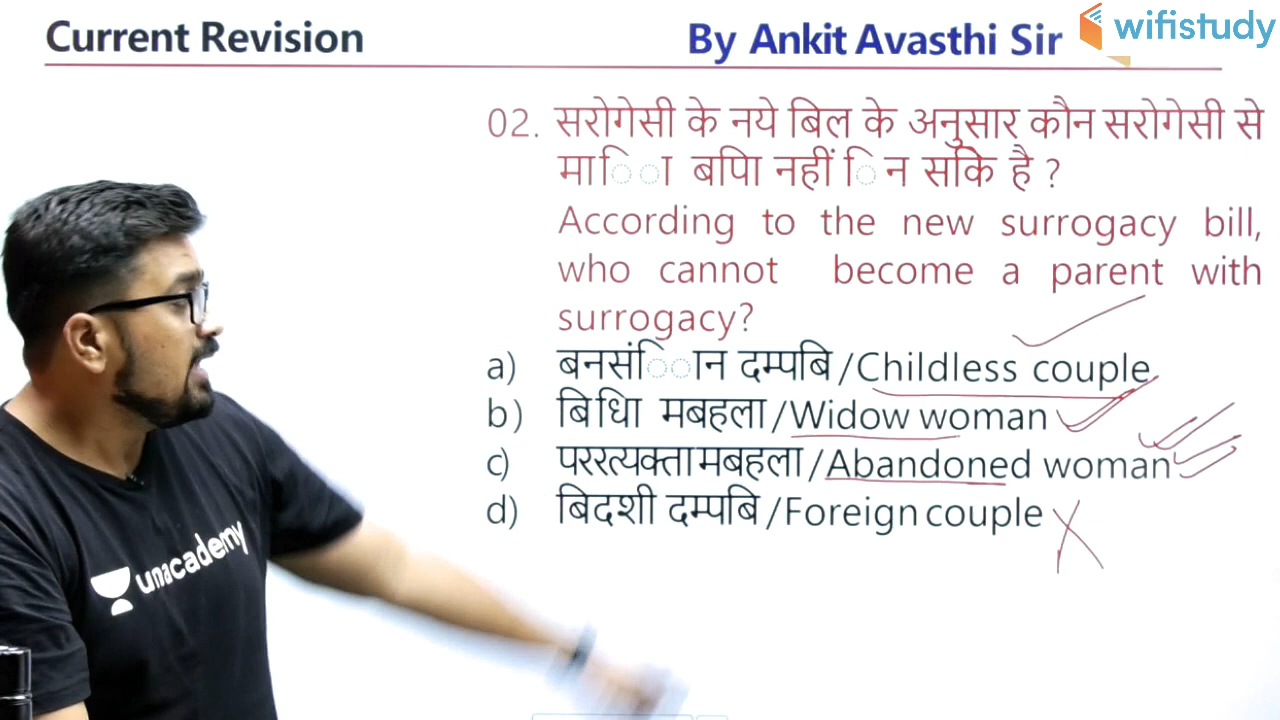 Current Revision
By Ankit Avasthi Sir
wifistudy
02. सरोगेसी के नये बिल के अनुसार कौन सरोगेसी से
माि◌ा बपिा नहीं ि न सकिे है ?
According to the new surrogacy bill,
who cannot become a parent with
surrogacy?
a) बनसंि◌ान दम्पबि /Childless couple
b) बिधिा मबहला /Widow woman
c) पररत्यक्ता मबहला /Abandoned woman
d) बिदशी दम्पबि /Foreign couple
unacademy